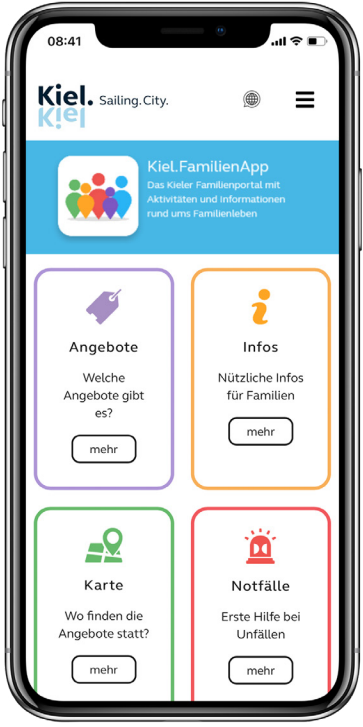 08:41
Kiel. Sailing.City.
Kiel
Kiel.FamilienApp
Das Kieler Familienportal mit
Aktivitäten und Informationen
rund ums Familienleben
Angebote
Welche
Angebote gibt
es?
mehr
Infos
Nützliche Infos
für Familien
mehr
Karte
Wo finden die
Angebote statt?
mehr
Notfälle
Erste Hilfe bei
Unfällen
mehr